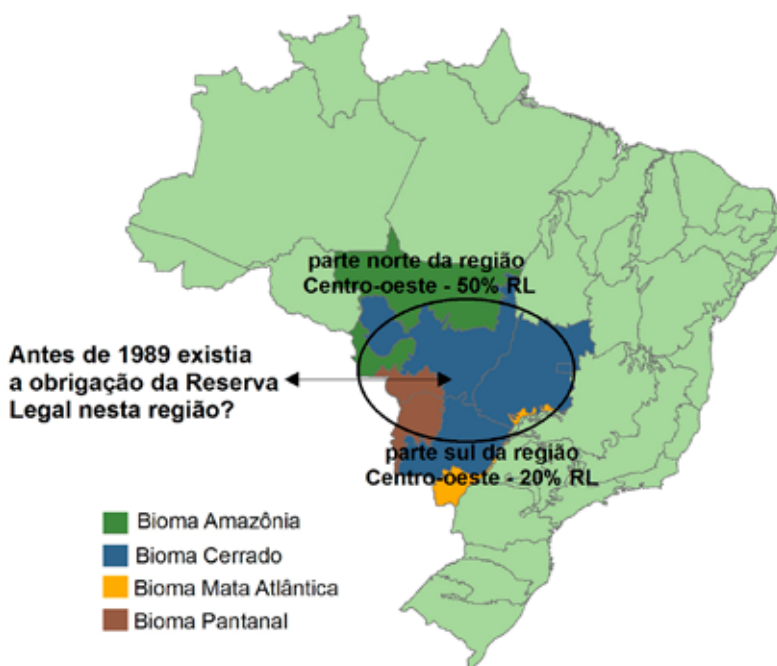 parte norte da região
Centro-oeste - 50% RL
Antes de 1989 existia
a obrigação da Reserva
Legal nesta região?
parte sul da região
Centro-oeste - 20% RL
Bioma Amazônia
Bioma Cerrado
Bioma Mata Atlântica
Bioma Pantanal